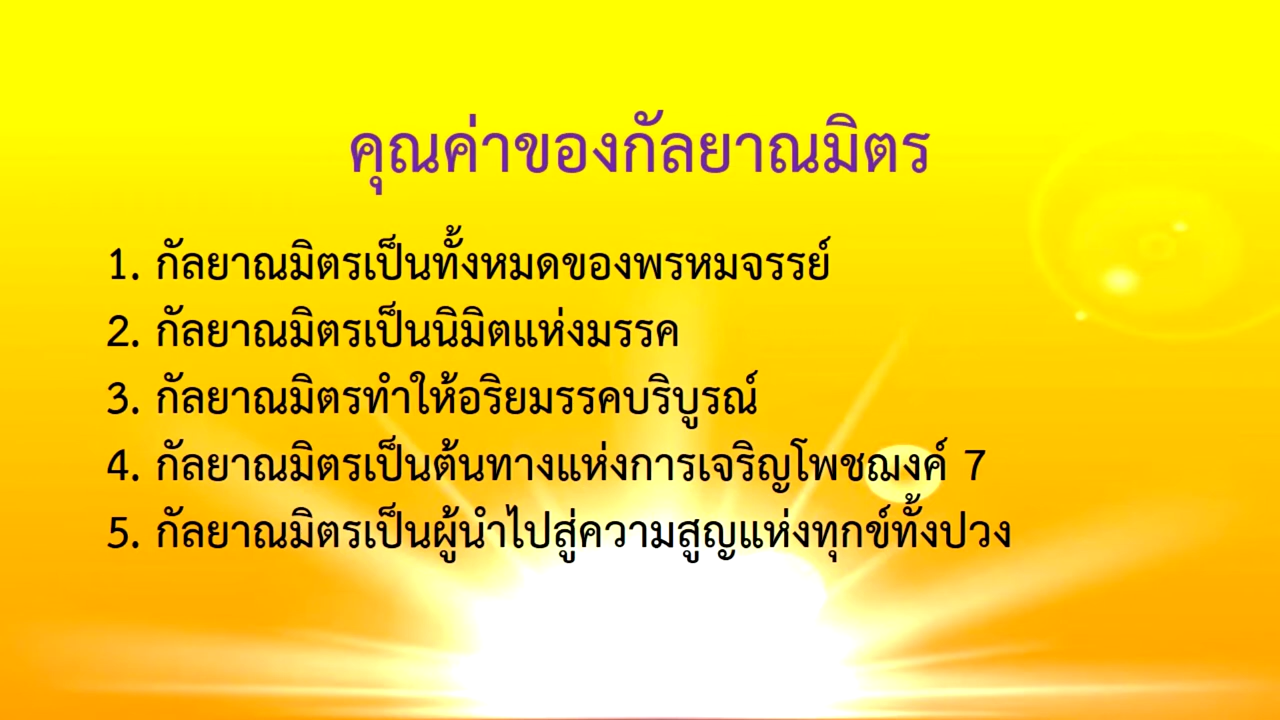 คุณค่าของกัลยาณมิตร
1. กัลยาณมิตรเป็นทั้งหมดของพรหมจรรย์
2. กัลยาณมิตรเป็นนิมิตแห่งมรรค
3. กัลยาณมิตรทำให้อริยมรรคบริบูรณ์
4. กัลยาณมิตรเป็นต้นทางแห่งการเจริญโพชฌงค์ 7
5. กัลยาณมิตรเป็นผู้นำไปสู่ความสูญแห่งทุกข์ทั้งปวง